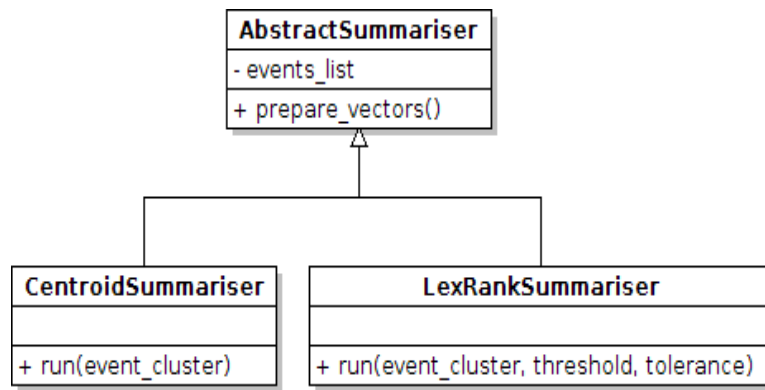 AbstractSummariser
- events_list
+ prepare_vectors()
CentroidSummariser
+ run(event_cluster)
LexRankSummariser
+ run(event_cluster, threshold, tolerance)